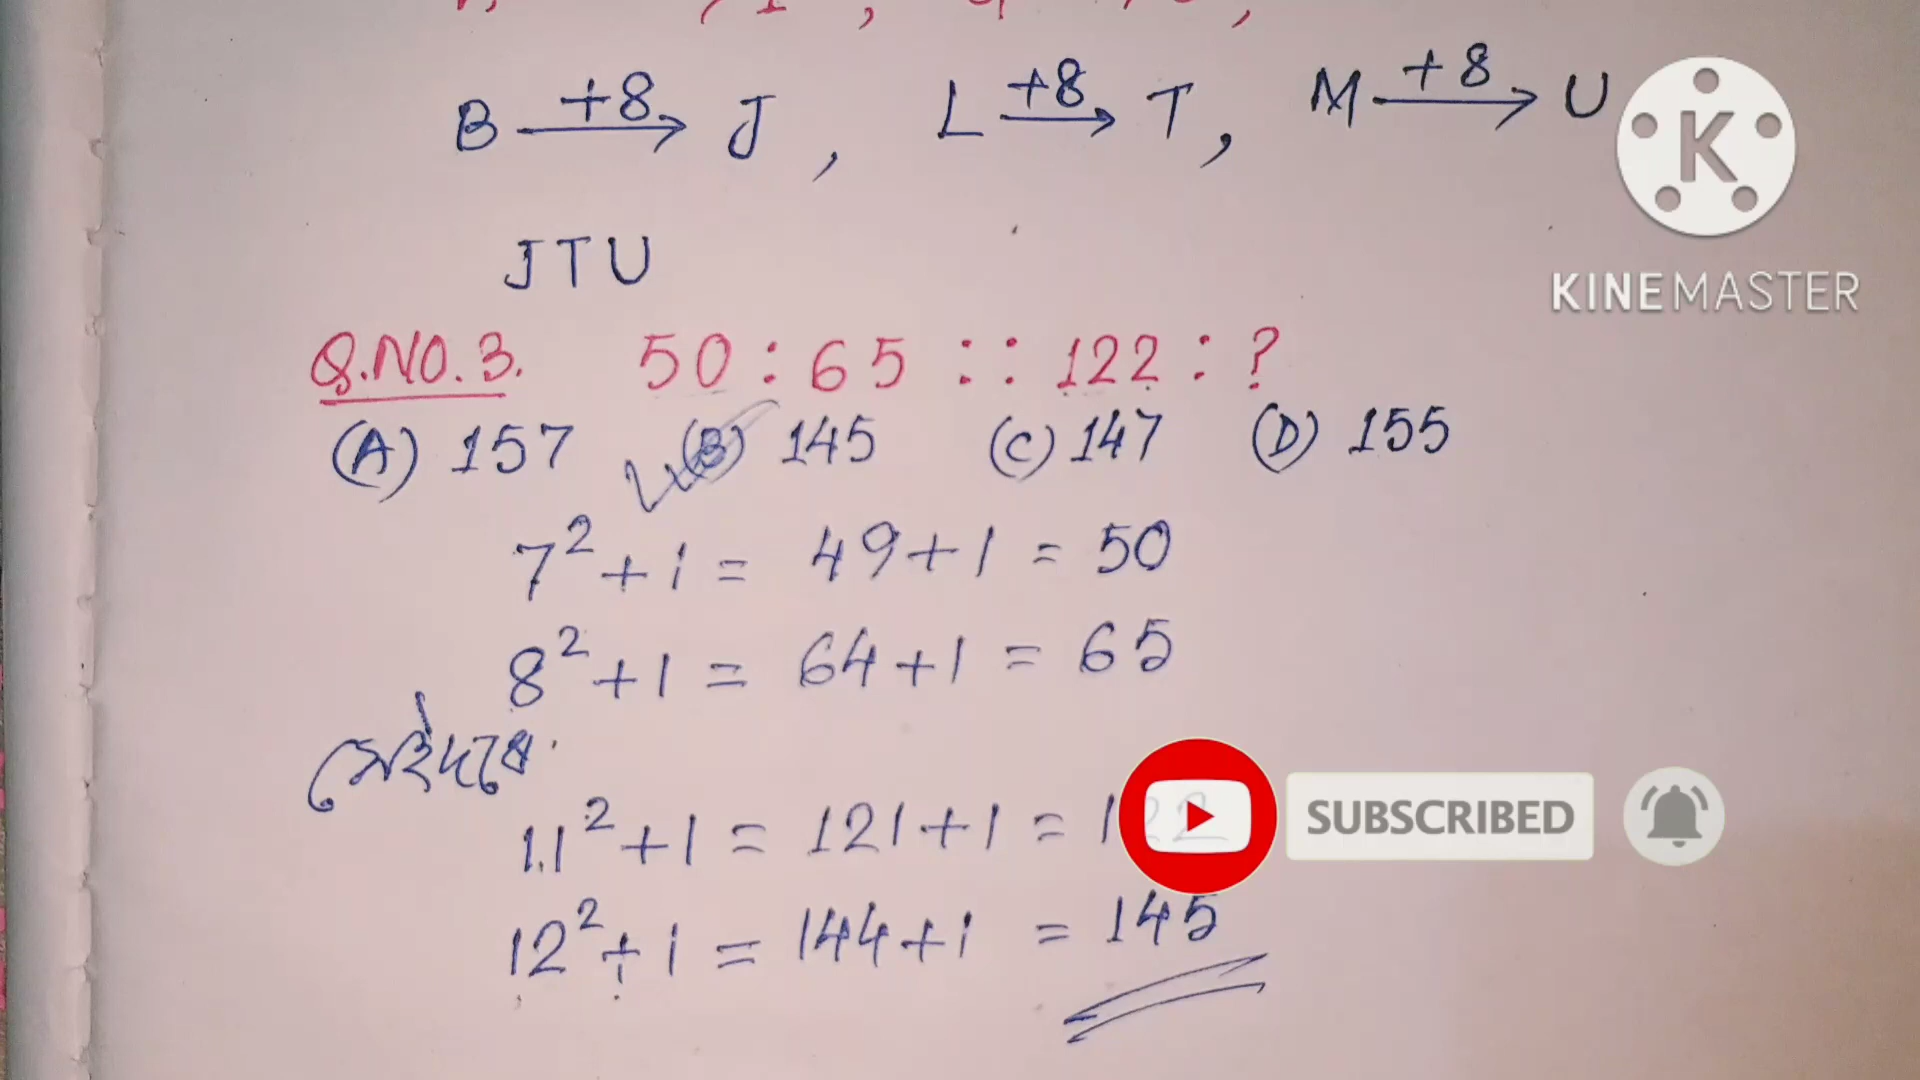 B +8→ J , L +8→ T , M +8→ U
KINEMASTER
JTU
Q.NO.3. 50 : 65 :: 122 : ?
(A) 157 (B) 145 (C) 147 (D) 155
7² + 1 = 49 + 1 = 50
8² + 1 = 64 + 1 = 65
11² + 1 = 121 + 1 = 122
SUBSCRIBED
12² + 1 = 144 + 1 = 145